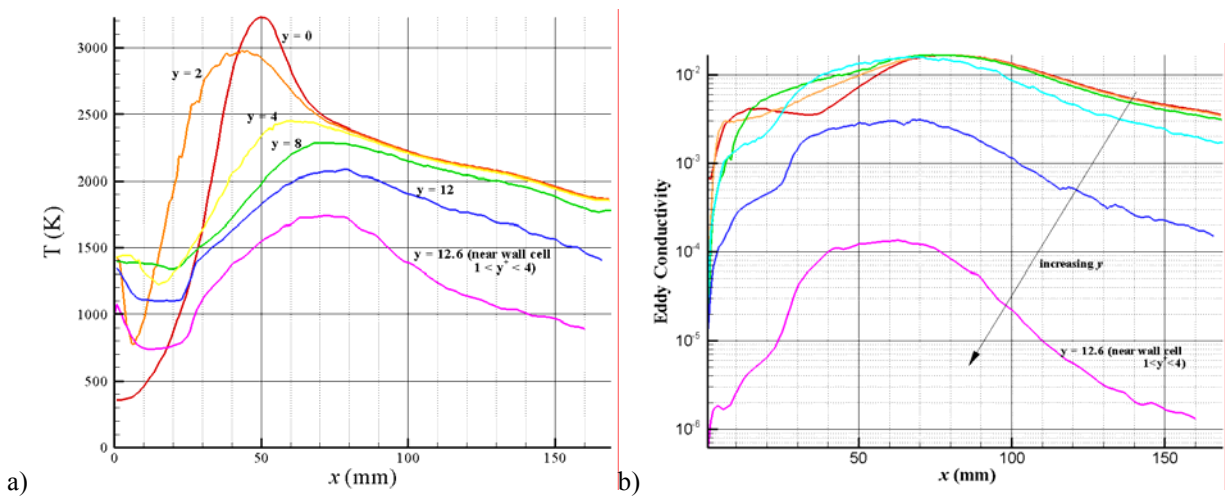 3000
2500
2000
1500
1000
500
0
T (K)
y = 0
y = 2
y = 4
y = 8
y = 12
y = 12.6 (near wall cell
1 < y⁺ < 4)
0
50
100
150
x (mm)
a)
10⁻²
10⁻³
10⁻⁴
10⁻⁵
10⁻⁶
Eddy Conductivity
increasing y
y = 12.6 (near wall cell
1<y⁺<4)
50
100
150
x (mm)
b)